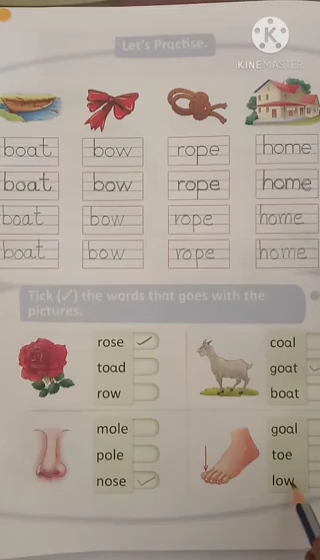 Let's Practise.
K
KINEMASTER
boat bow rope home
boat bow rope home
boat bow rope home
boat bow rope home
Tick (✓) the words that goes with the
pictures.
rose ✓
toad
row
coal
goat ✓
boat
mole
pole
nose ✓
goal
toe
low